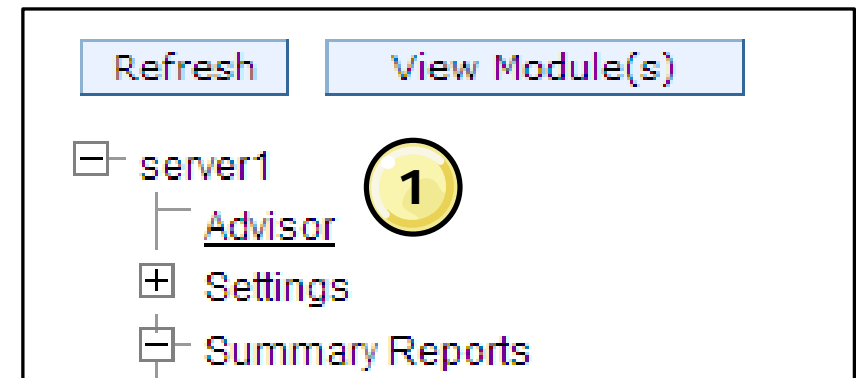 Refresh View Module(s)
server1
1
Advisor
Settings
Summary Reports